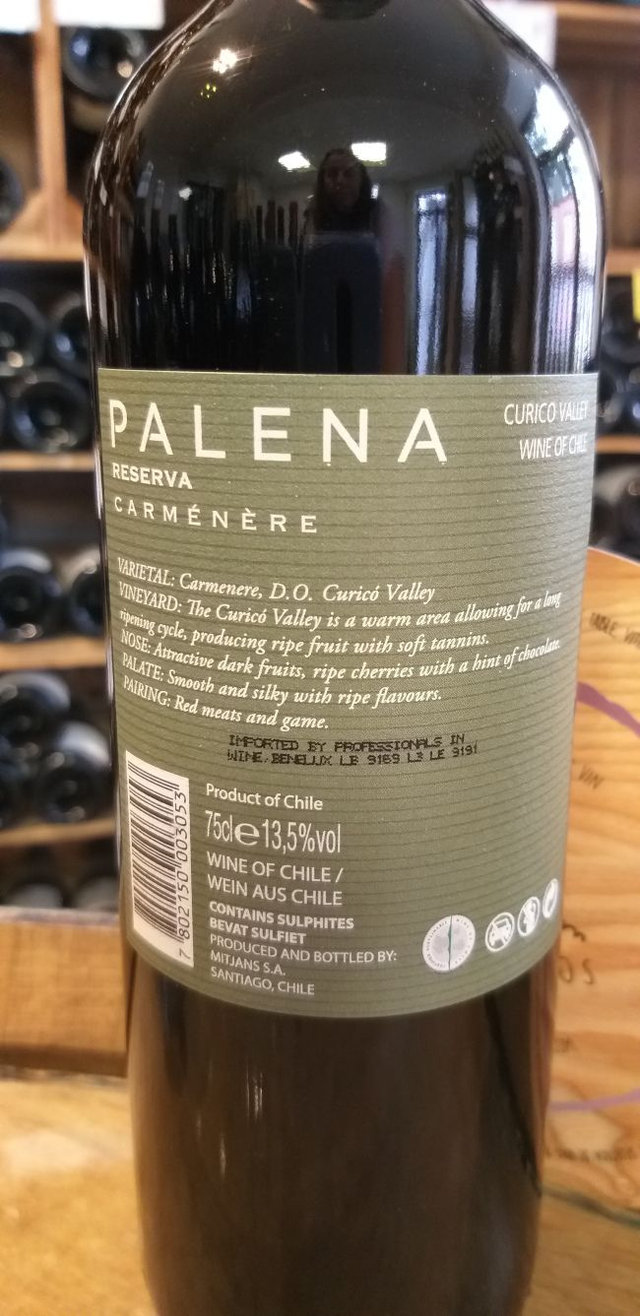 PALENA
RESERVA
CARMÉNÈRE
CURICO VALLEY
WINE OF CHILE
VARIETAL: Carmenere, D.O. Curicó Valley
VINEYARD: The Curicó Valley is a warm area allowing for a long
ripening cycle, producing ripe fruit with soft tannins.
NOSE: Attractive dark fruits, ripe cherries with a hint of chocolate.
PALATE: Smooth and silky with ripe flavours.
PAIRING: Red meats and game.
IMPORTED BY PROFESSIONALS IN
WINE, BENELUX LB 9169 L3 LE 9191
Product of Chile
75cl e 13,5%vol
WINE OF CHILE /
WEIN AUS CHILE
CONTAINS SULPHITES
BEVAT SULFIET
PRODUCED AND BOTTLED BY:
MITJANS S.A.
SANTIAGO, CHILE
7 802150 003053
VIN